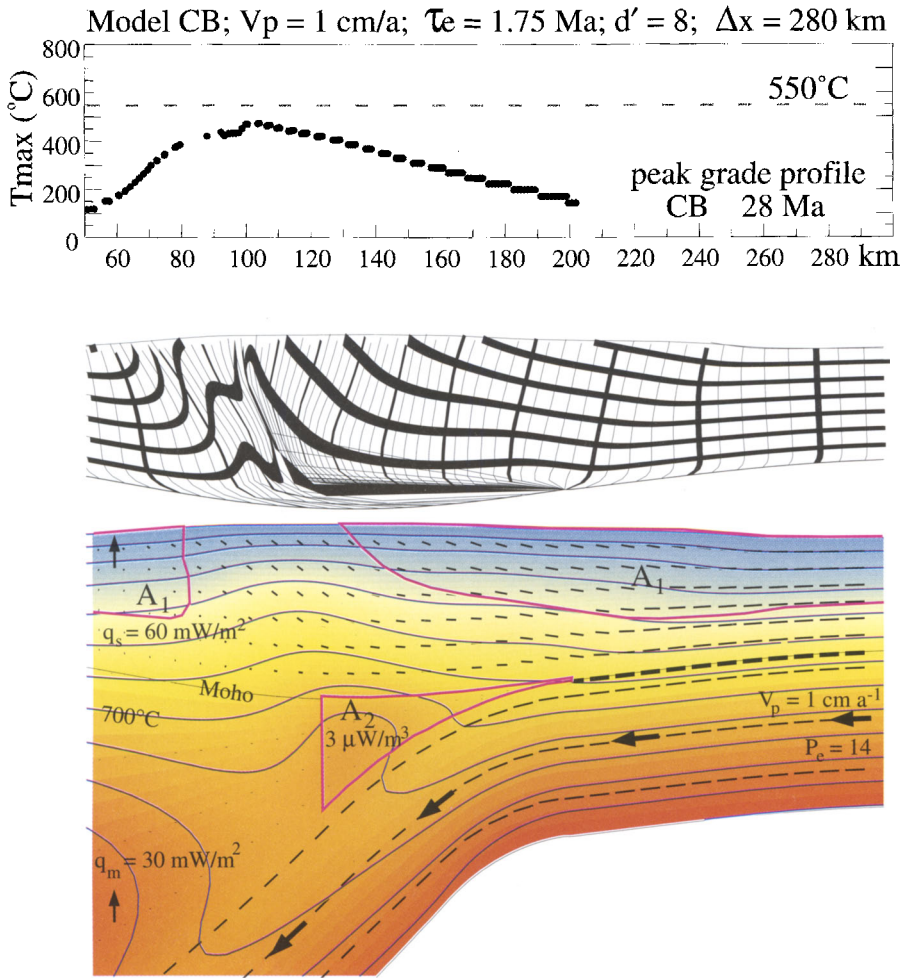 Model CB; Vp = 1 cm/a; τe = 1.75 Ma; d′ = 8; Δx = 280 km
800
600
400
200
0
Tmax (°C)
550°C
peak grade profile
CB 28 Ma
60 80 100 120 140 160 180 200 220 240 260 280 km
A1
A1
qs = 60 mW/m2
Moho
700°C
A2
3 μW/m3
Vp = 1 cm a-1
Pe = 14
qm = 30 mW/m2